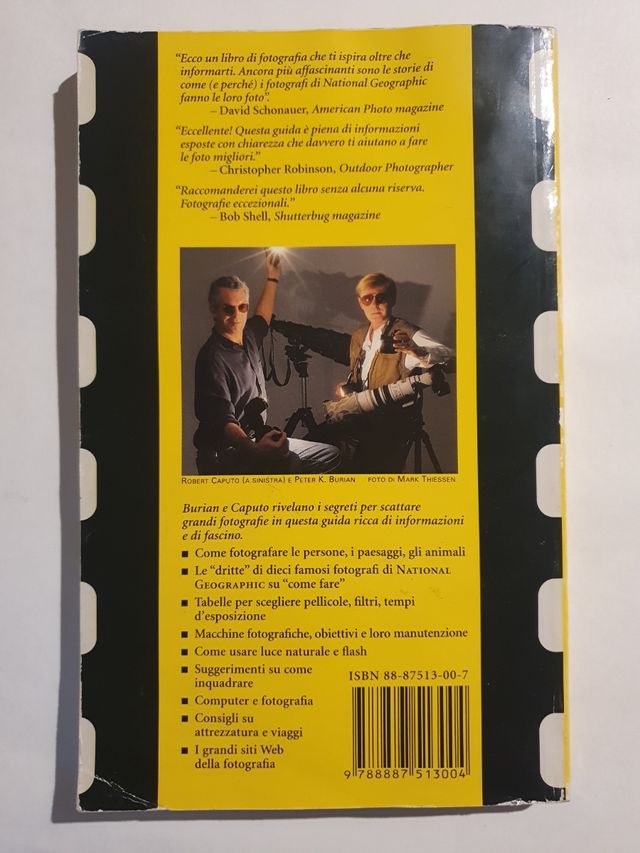 “Ecco un libro di fotografia che ti ispira oltre che
informarti. Ancora più affascinanti sono le storie di
come (e perché) i fotografi di National Geographic
fanno le loro foto”.
– David Schonauer, American Photo magazine
“Eccellente! Questa guida è piena di informazioni
esposte con chiarezza che davvero ti aiutano a fare
le foto migliori.”
– Christopher Robinson, Outdoor Photographer
“Raccomanderei questo libro senza alcuna riserva.
Fotografie eccezionali.”
– Bob Shell, Shutterbug magazine
Robert Caputo (a sinistra) e Peter K. Burian foto di Mark Thiessen
Burian e Caputo rivelano i segreti per scattare
grandi fotografie in questa guida ricca di informazioni
e di fascino.
■ Come fotografare le persone, i paesaggi, gli animali
■ Le “dritte” di dieci famosi fotografi di National
Geographic su “come fare”
■ Tabelle per scegliere pellicole, filtri, tempi
d’esposizione
■ Macchine fotografiche, obiettivi e loro manutenzione
■ Come usare luce naturale e flash
■ Suggerimenti su come
inquadrare
■ Computer e fotografia
■ Consigli su
attrezzatura e viaggi
■ I grandi siti Web
della fotografia
ISBN 88-87513-00-7
9 788887 513004